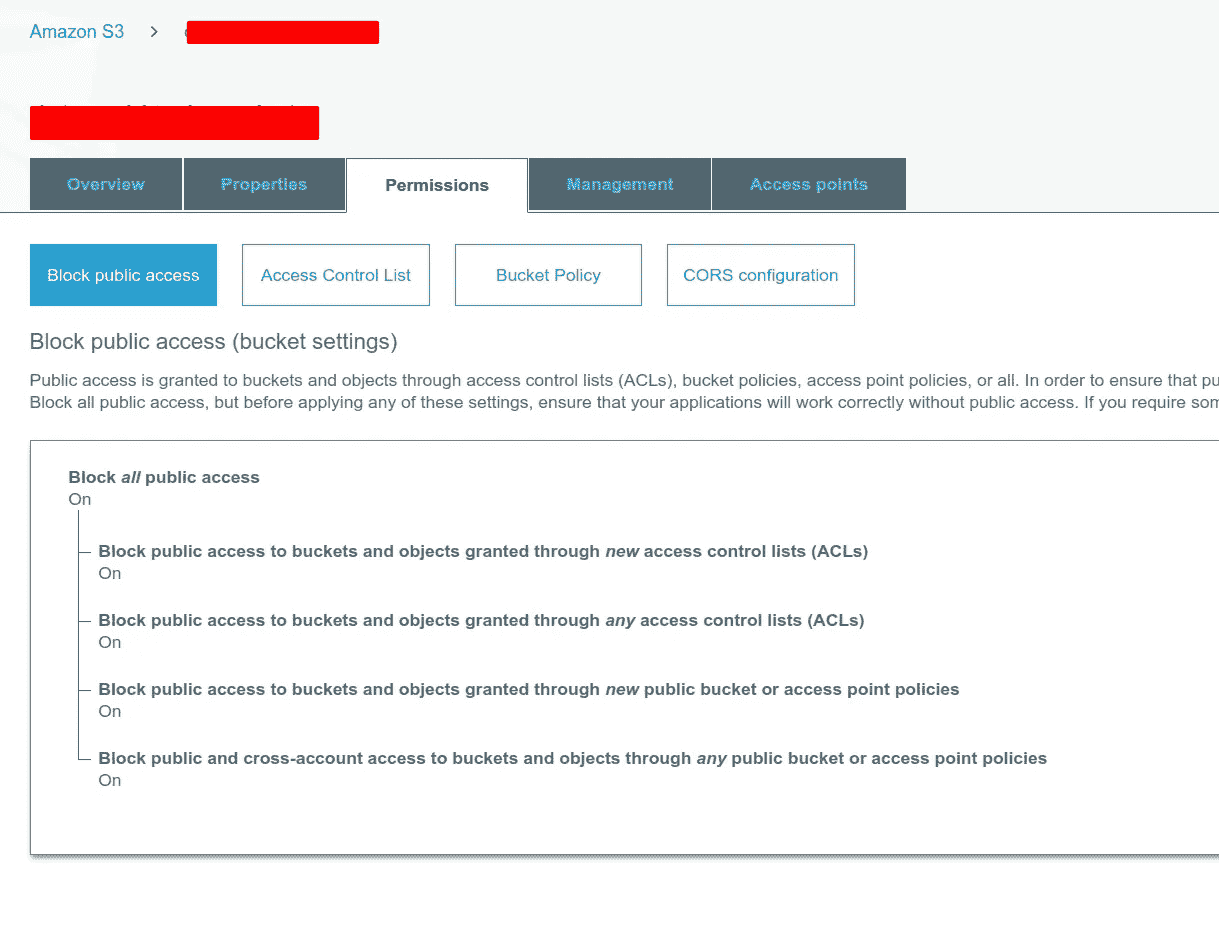 Amazon S3 >
Overview Properties Permissions Management Access points
Block public access Access Control List Bucket Policy CORS configuration
Block public access (bucket settings)
Public access is granted to buckets and objects through access control lists (ACLs), bucket policies, access point policies, or all. In order to ensure that pu
Block all public access, but before applying any of these settings, ensure that your applications will work correctly without public access. If you require som
Block all public access
On
Block public access to buckets and objects granted through new access control lists (ACLs)
On
Block public access to buckets and objects granted through any access control lists (ACLs)
On
Block public access to buckets and objects granted through new public bucket or access point policies
On
Block public and cross-account access to buckets and objects through any public bucket or access point policies
On